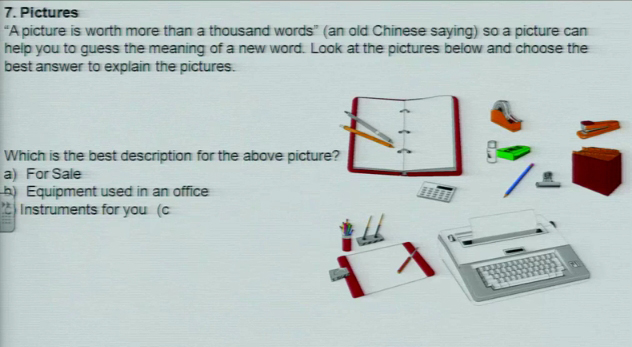 7. Pictures
"A picture is worth more than a thousand words" (an old Chinese saying) so a picture can
help you to guess the meaning of a new word. Look at the pictures below and choose the
best answer to explain the pictures.
Which is the best description for the above picture?
a) For Sale
b) Equipment used in an office
Instruments for you (c